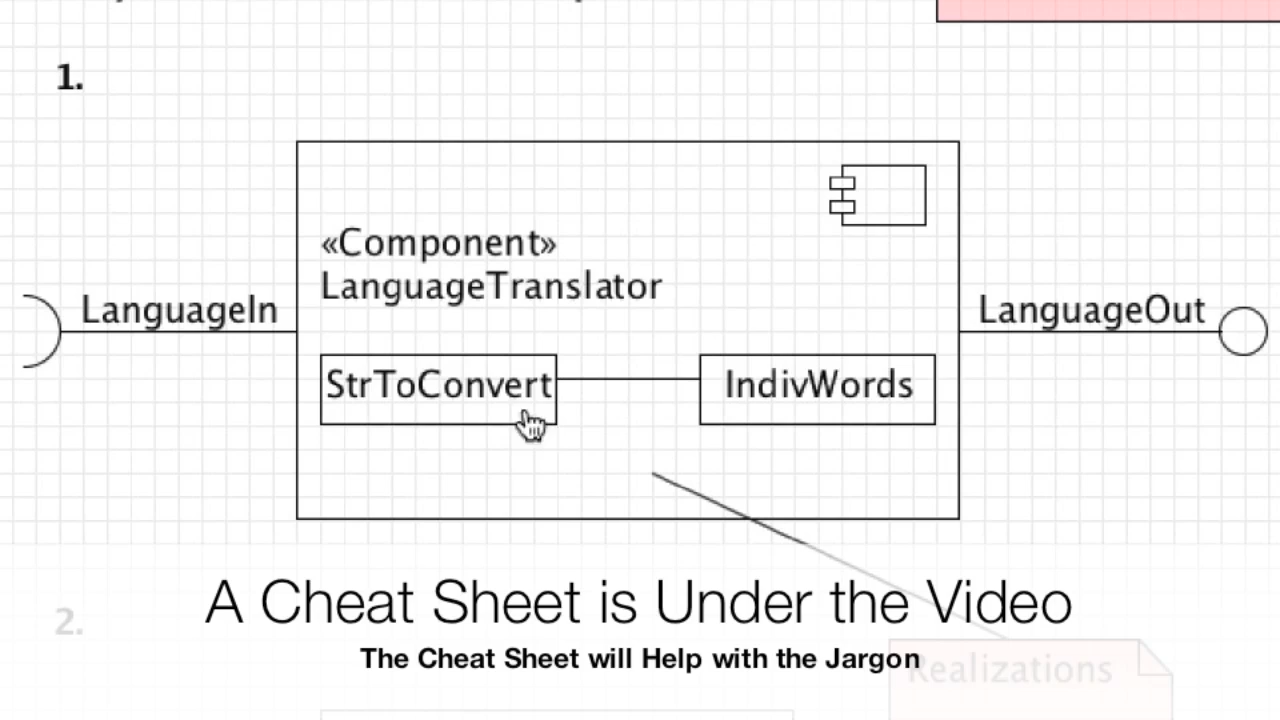 1.
«Component»
LanguageTranslator
LanguageIn
LanguageOut
StrToConvert
IndivWords
A Cheat Sheet is Under the Video
2.
The Cheat Sheet will Help with the Jargon
Realizations